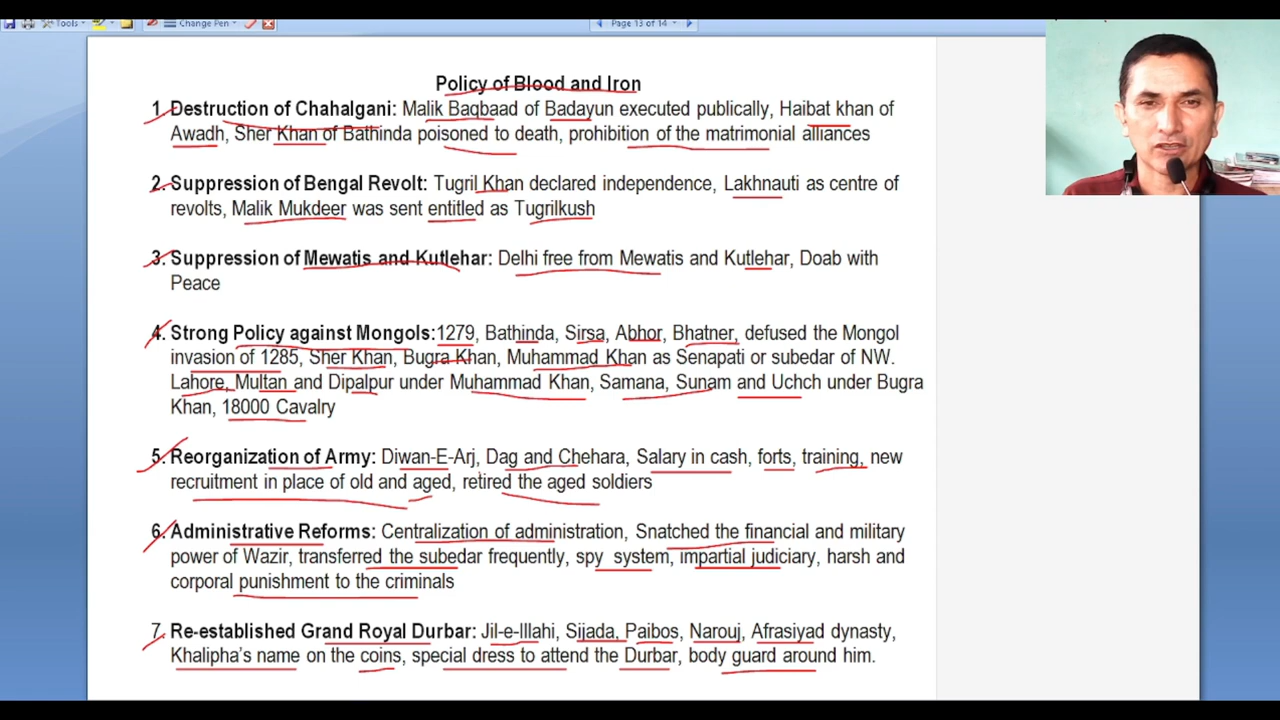 Tools
Change Pen
Page 13 of 14
Policy of Blood and Iron
1. Destruction of Chahalgani: Malik Baqbaad of Badayun executed publically, Haibat khan of
Awadh, Sher Khan of Bathinda poisoned to death, prohibition of the matrimonial alliances
2. Suppression of Bengal Revolt: Tugril Khan declared independence, Lakhnauti as centre of
revolts, Malik Mukdeer was sent entitled as Tugrilkush
3. Suppression of Mewatis and Kutlehar: Delhi free from Mewatis and Kutlehar, Doab with
Peace
4. Strong Policy against Mongols: 1279, Bathinda, Sirsa, Abhor, Bhatner, defused the Mongol
invasion of 1285, Sher Khan, Bugra Khan, Muhammad Khan as Senapati or subedar of NW.
Lahore, Multan and Dipalpur under Muhammad Khan, Samana, Sunam and Uchch under Bugra
Khan, 18000 Cavalry
5. Reorganization of Army: Diwan-E-Arj, Dag and Chehara, Salary in cash, forts, training, new
recruitment in place of old and aged, retired the aged soldiers
6. Administrative Reforms: Centralization of administration, Snatched the financial and military
power of Wazir, transferred the subedar frequently, spy system, impartial judiciary, harsh and
corporal punishment to the criminals
7. Re-established Grand Royal Durbar: Jil-e-Illahi, Sijada, Paibos, Narouj, Afrasiyad dynasty,
Khalipha's name on the coins, special dress to attend the Durbar, body guard around him.